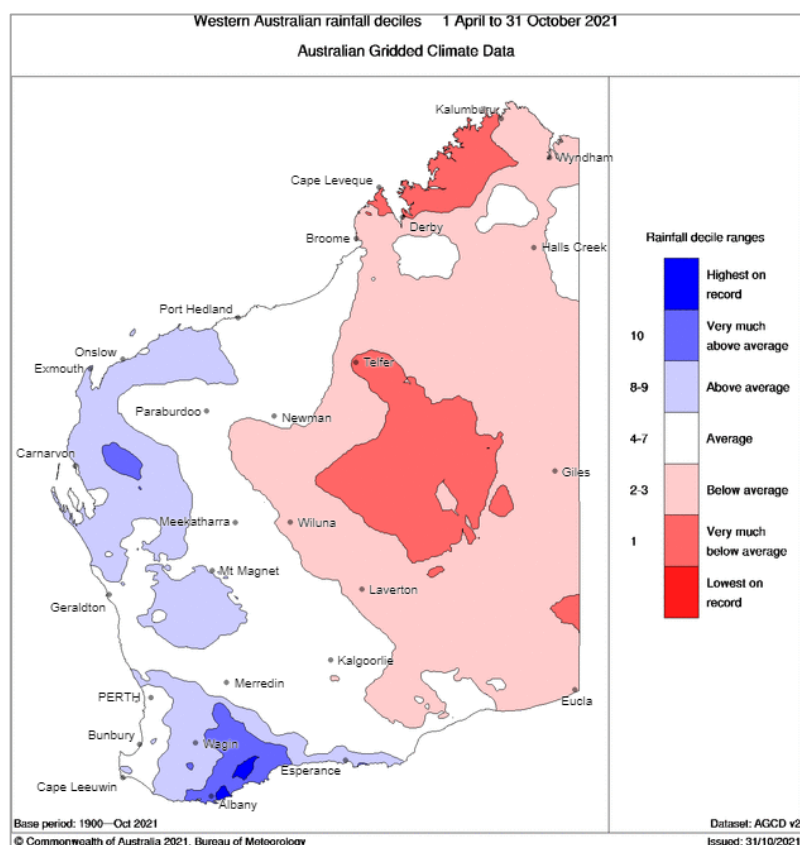 Western Australian rainfall deciles 1 April to 31 October 2021
Australian Gridded Climate Data
Kalumburu
Wyndham
Cape Leveque
Derby
Broome
Halls Creek
Port Hedland
Onslow
Exmouth
Telfer
Paraburdoo
Newman
Carnarvon
Giles
Meekatharra
Wiluna
Mt Magnet
Laverton
Geraldton
Kalgoorlie
Merredin
PERTH
Eucla
Bunbury
Wagin
Esperance
Cape Leeuwin
Albany
Rainfall decile ranges
Highest on
record
10
Very much
above average
8-9
Above average
4-7
Average
2-3
Below average
1
Very much
below average
Lowest on
record
Base period: 1900—Oct 2021
Dataset: AGCD v2
© Commonwealth of Australia 2021, Bureau of Meteorology
Issued: 31/10/2021